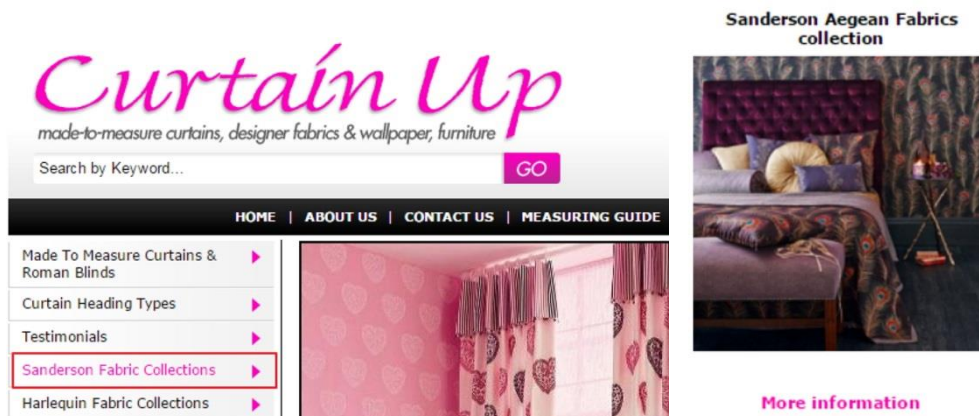 Curtain Up
made-to-measure curtains, designer fabrics & wallpaper, furniture
Search by Keyword...
GO
HOME | ABOUT US | CONTACT US | MEASURING GUIDE
Made To Measure Curtains &
Roman Blinds
Curtain Heading Types
Testimonials
Sanderson Fabric Collections
Harlequin Fabric Collections
Sanderson Aegean Fabrics
collection
More information